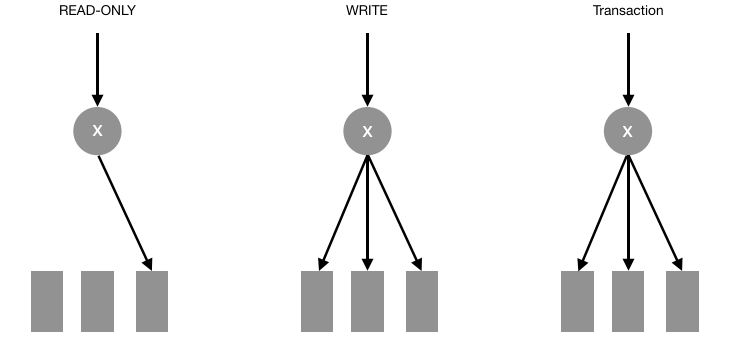 READ-ONLY
WRITE
Transaction
X
X
X